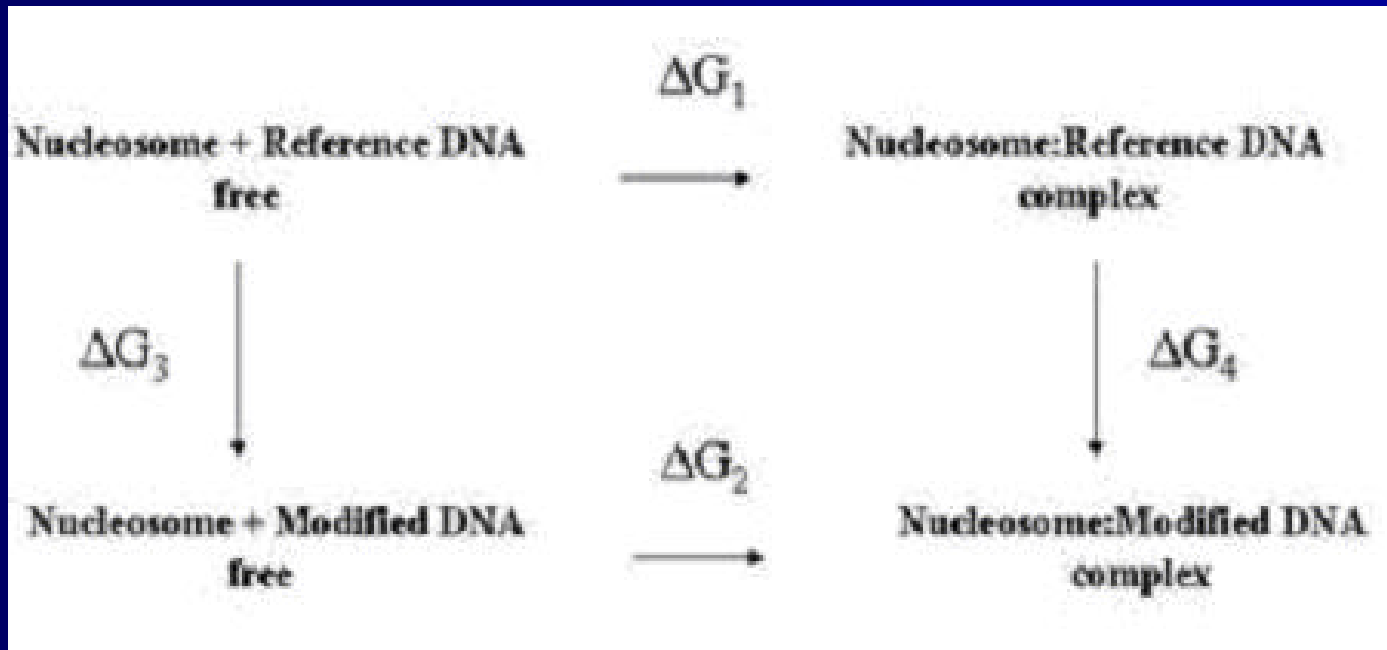 ΔG₁
Nucleosome + Reference DNA
free
Nucleosome:Reference DNA
complex
ΔG₃
ΔG₄
ΔG₂
Nucleosome + Modified DNA
free
Nucleosome:Modified DNA
complex